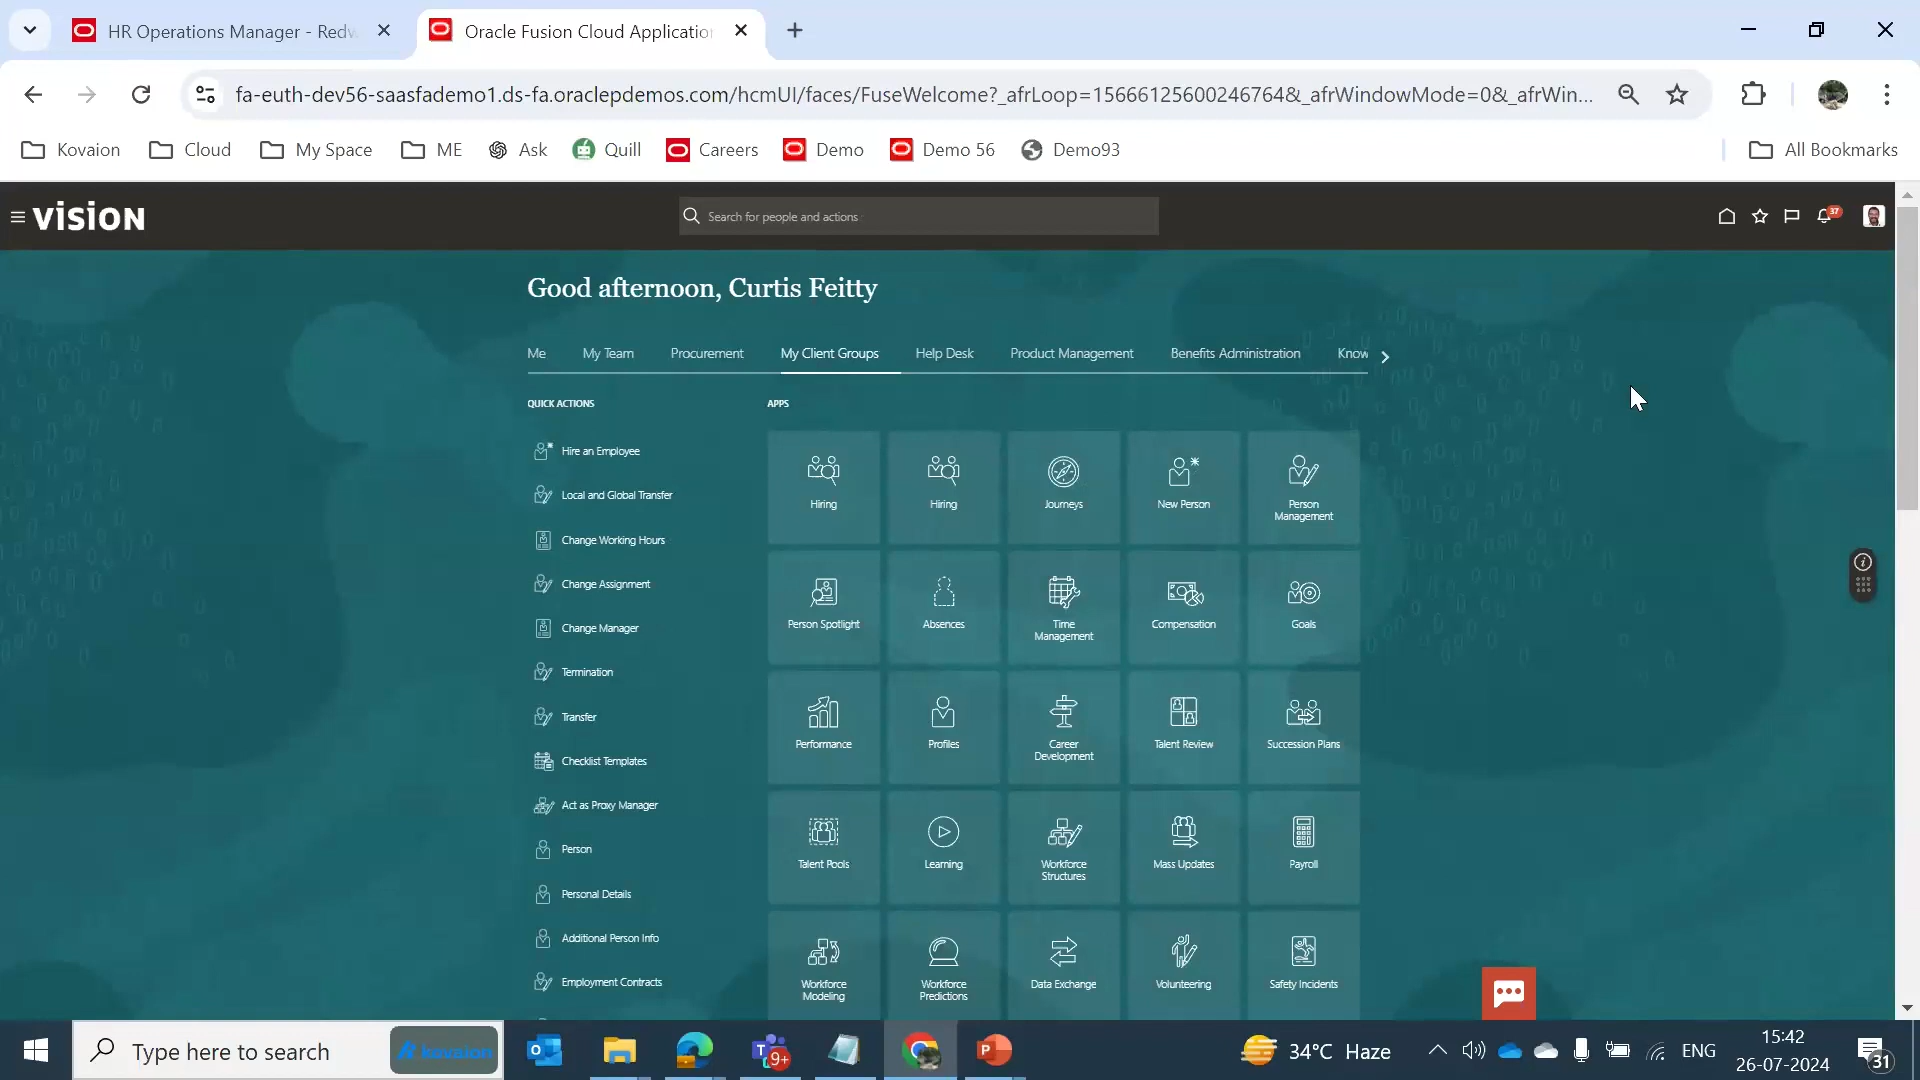 HR Operations Manager - Redw
Oracle Fusion Cloud Application
fa-euth-dev56-saasfademo1.ds-fa.oraclepdemos.com/hcmUI/faces/FuseWelcome?_afrLoop=15666125600246764&_afrWindowMode=0&_afrWin...
Kovaion
Cloud
My Space
ME
Ask
Quill
Careers
Demo
Demo 56
Demo93
All Bookmarks
VISION
Search for people and actions
37
Good afternoon, Curtis Feitty
Me
My Team
Procurement
My Client Groups
Help Desk
Product Management
Benefits Administration
Know
QUICK ACTIONS
Hire an Employee
Local and Global Transfer
Change Working Hours
Change Assignment
Change Manager
Termination
Transfer
Checklist Templates
Act as Proxy Manager
Person
Personal Details
Additional Person Info
Employment Contracts
APPS
Hiring
Hiring
Journeys
New Person
Person
Management
Person Spotlight
Absences
Time
Management
Compensation
Goals
Performance
Profiles
Career
Development
Talent Review
Succession Plans
Talent Pools
Learning
Workforce
Structures
Mass Updates
Payroll
Workforce
Modeling
Workforce
Predictions
Data Exchange
Volunteering
Safety Incidents
Type here to search
kovaion
9+
34°C Haze
ENG
15:42
26-07-2024
31